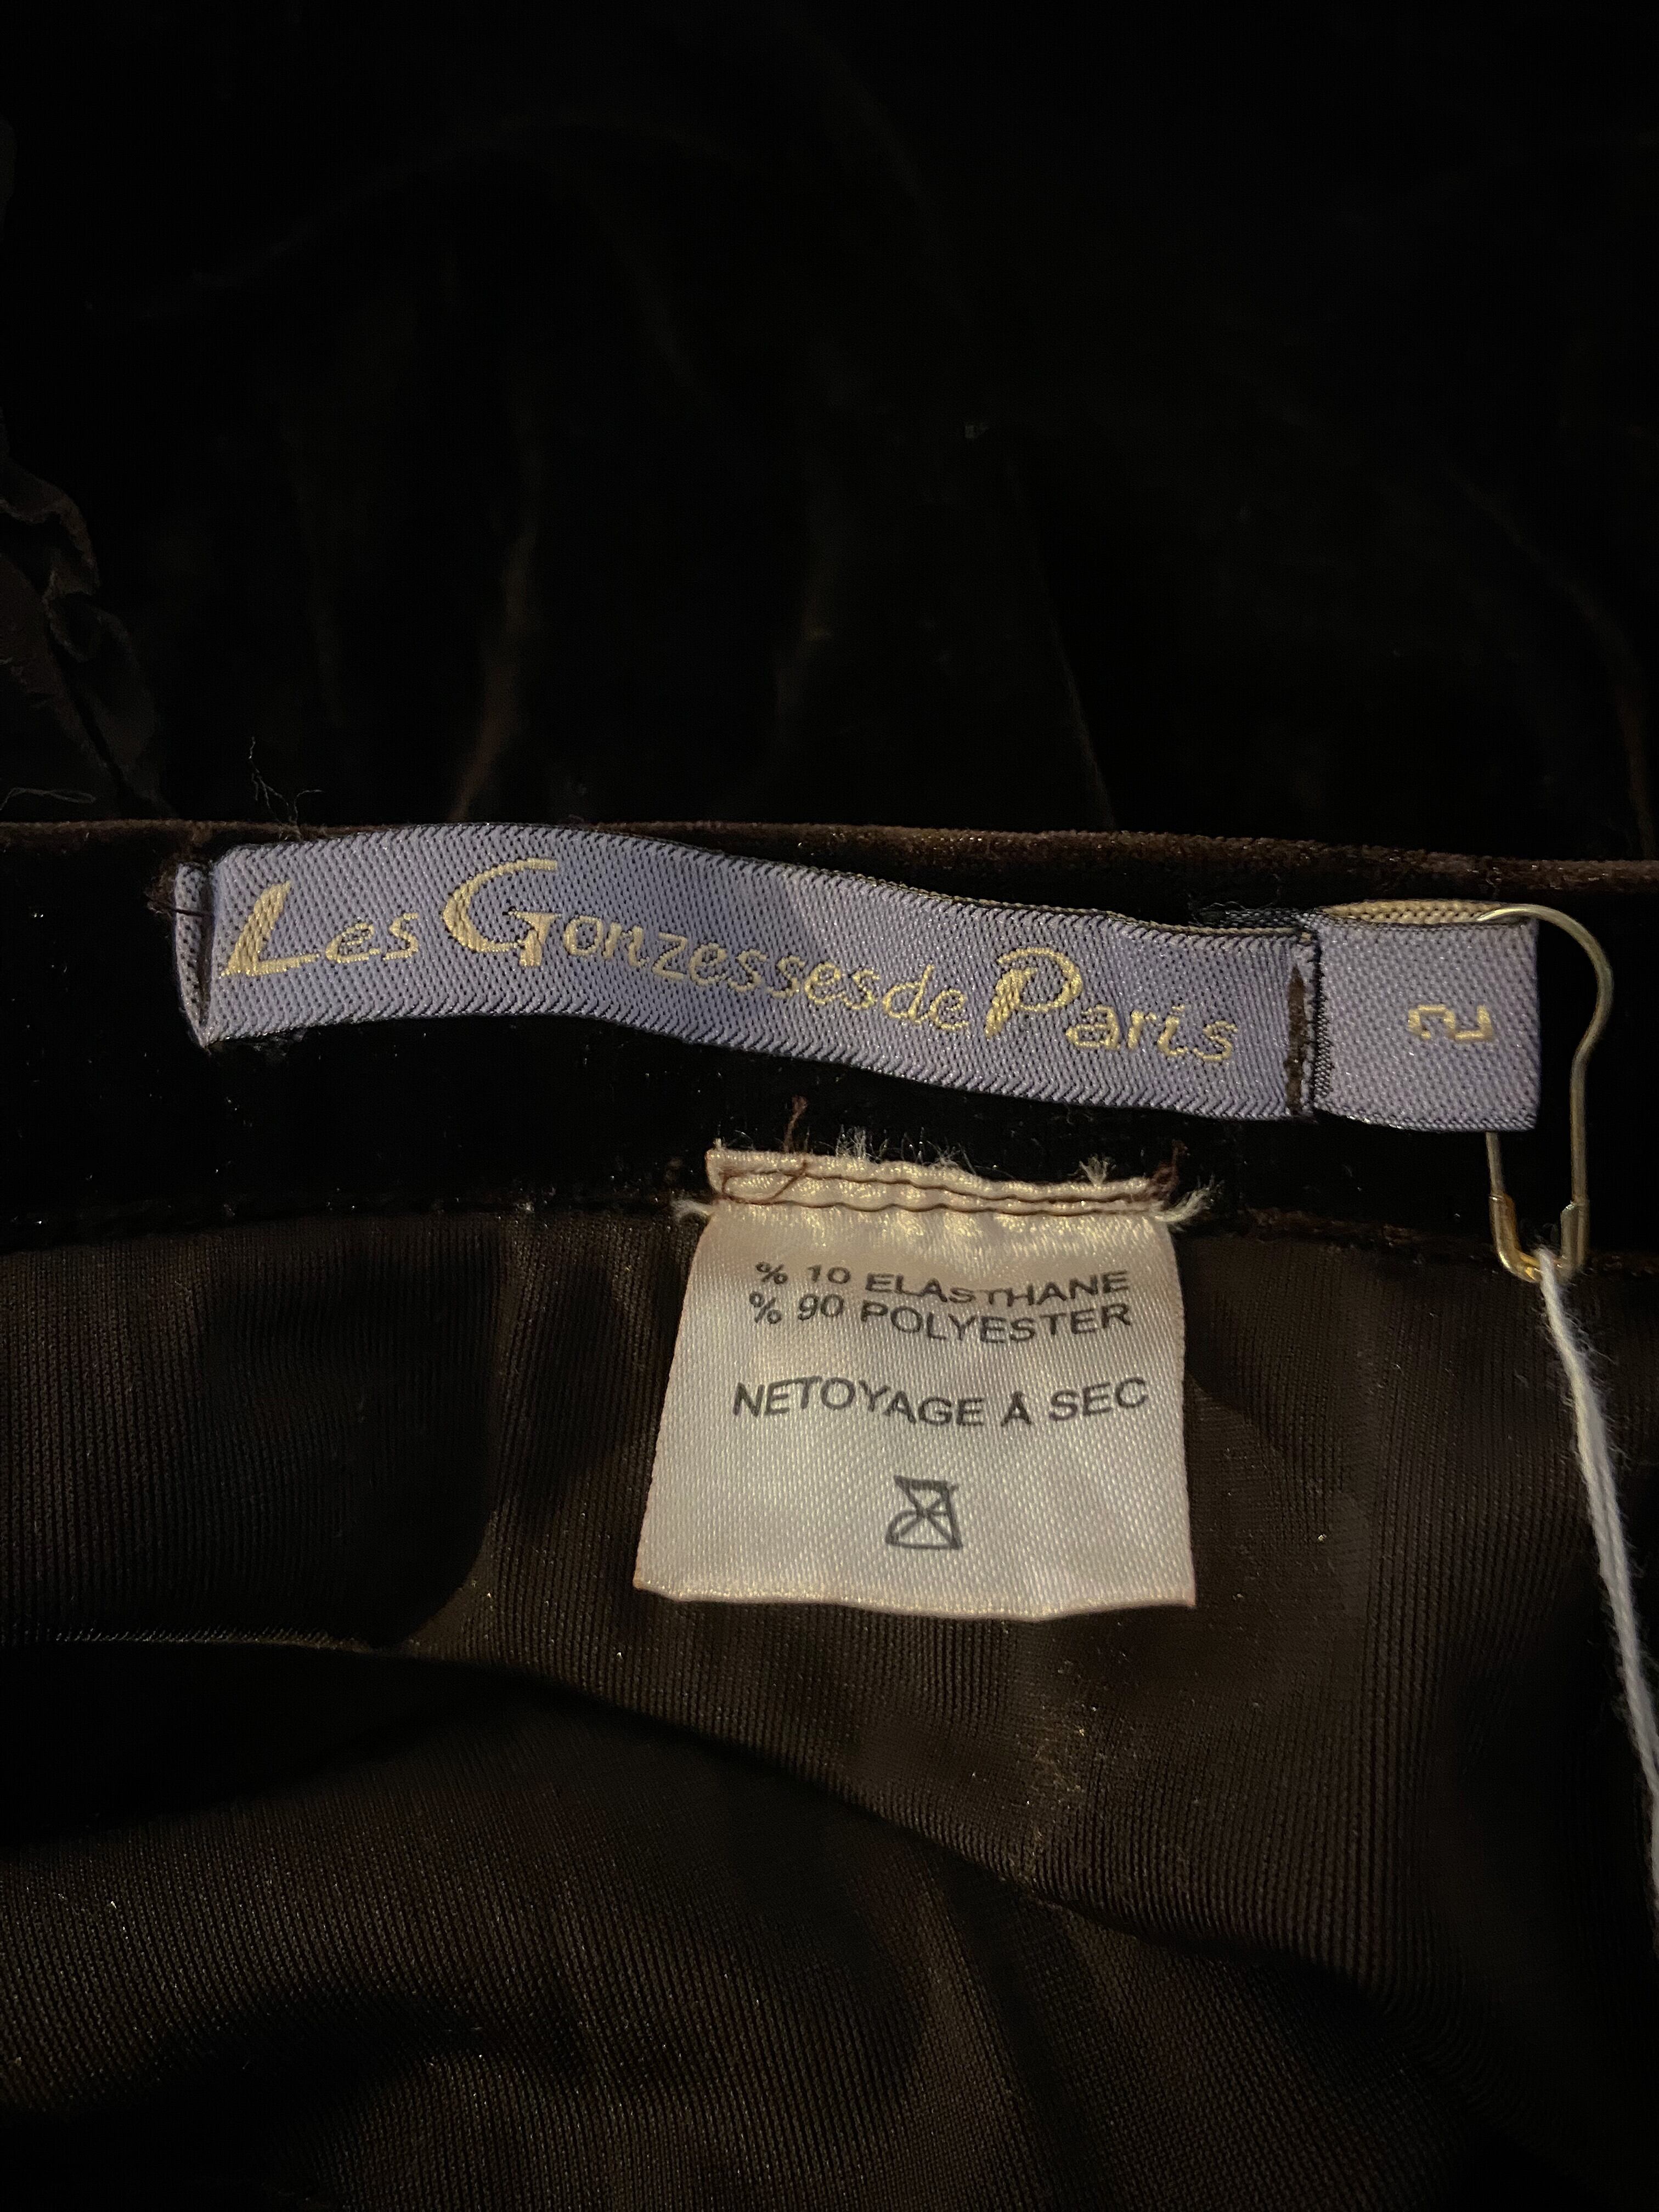 Les Gonzesses de Paris
2
% 10 ELASTHANE
% 90 POLYESTER
NETOYAGE À SEC